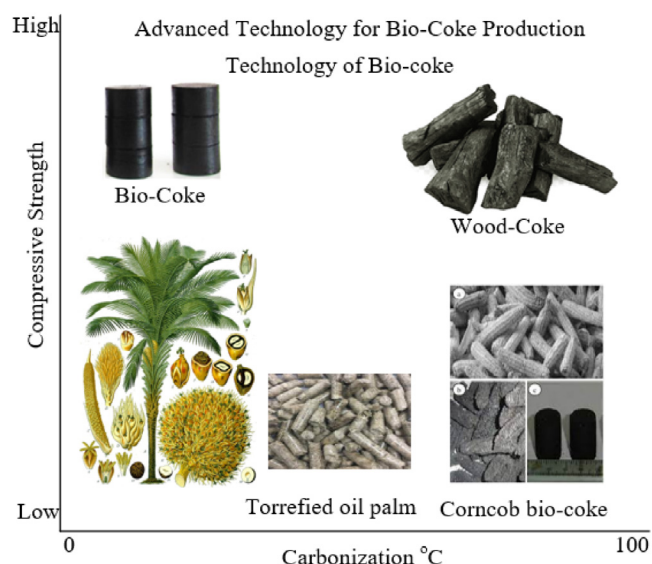 High
Advanced Technology for Bio-Coke Production
Technology of Bio-coke
Compressive Strength
Bio-Coke
Wood-Coke
a
b
c
Torrefied oil palm
Corncob bio-coke
Low
0
100
Carbonization °C